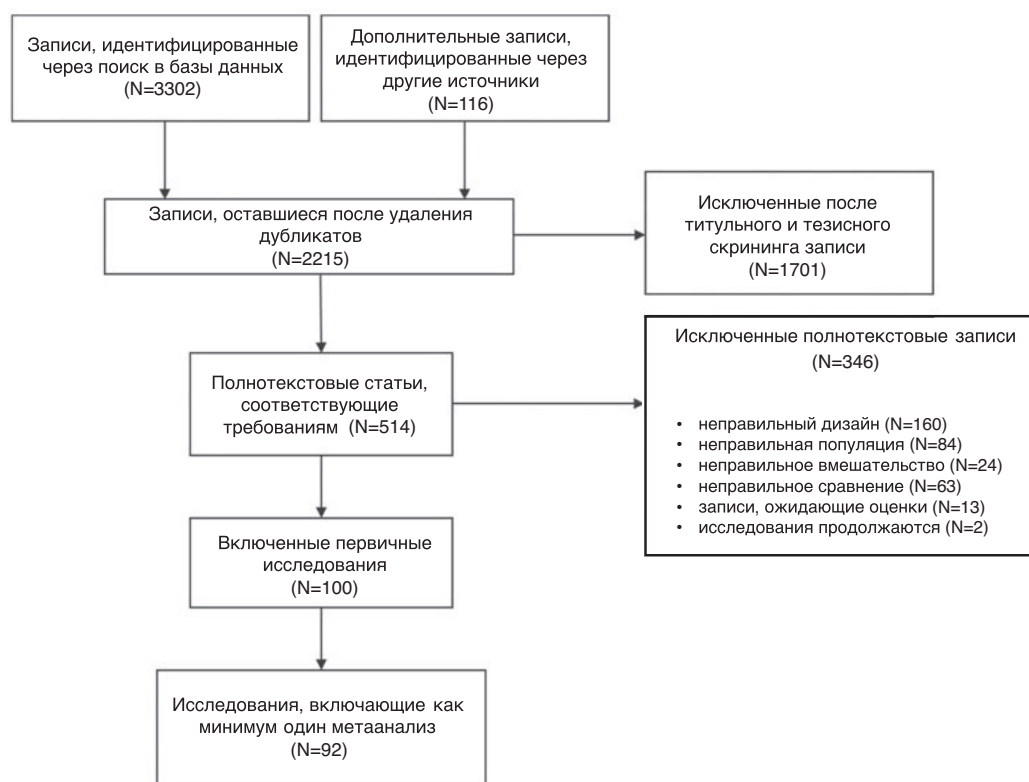 Записи, идентифицированные
через поиск в базы данных
(N=3302)
Дополнительные записи,
идентифицированные через
другие источники
(N=116)
Записи, оставшиеся после удаления
дубликатов
(N=2215)
Исключенные после
титульного и тезисного
скрининга записи
(N=1701)
Полнотекстовые статьи,
соответствующие
требованиям (N=514)
Исключенные полнотекстовые записи
(N=346)
• неправильный дизайн (N=160)
• неправильная популяция (N=84)
• неправильное вмешательство (N=24)
• неправильное сравнение (N=63)
• записи, ожидающие оценки (N=13)
• исследования продолжаются (N=2)
Включенные первичные
исследования
(N=100)
Исследования, включающие как
минимум один метаанализ
(N=92)